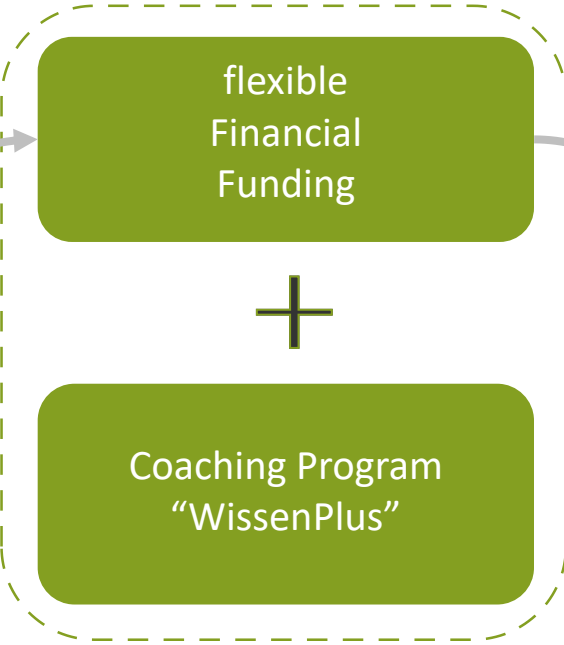 flexible
Financial
Funding
Coaching Program
“WissenPlus”